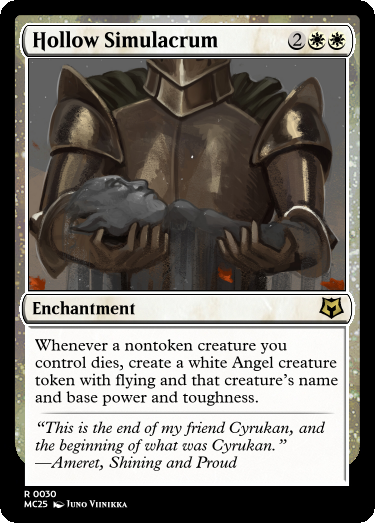 Hollow Simulacrum 2
Enchantment
Whenever a nontoken creature you
control dies, create a white Angel creature
token with flying and that creature's name
and base power and toughness.
"This is the end of my friend Cyrukan, and
the beginning of what was Cyrukan."
—Ameret, Shining and Proud
R 0030
MC25 Juno Viinikka